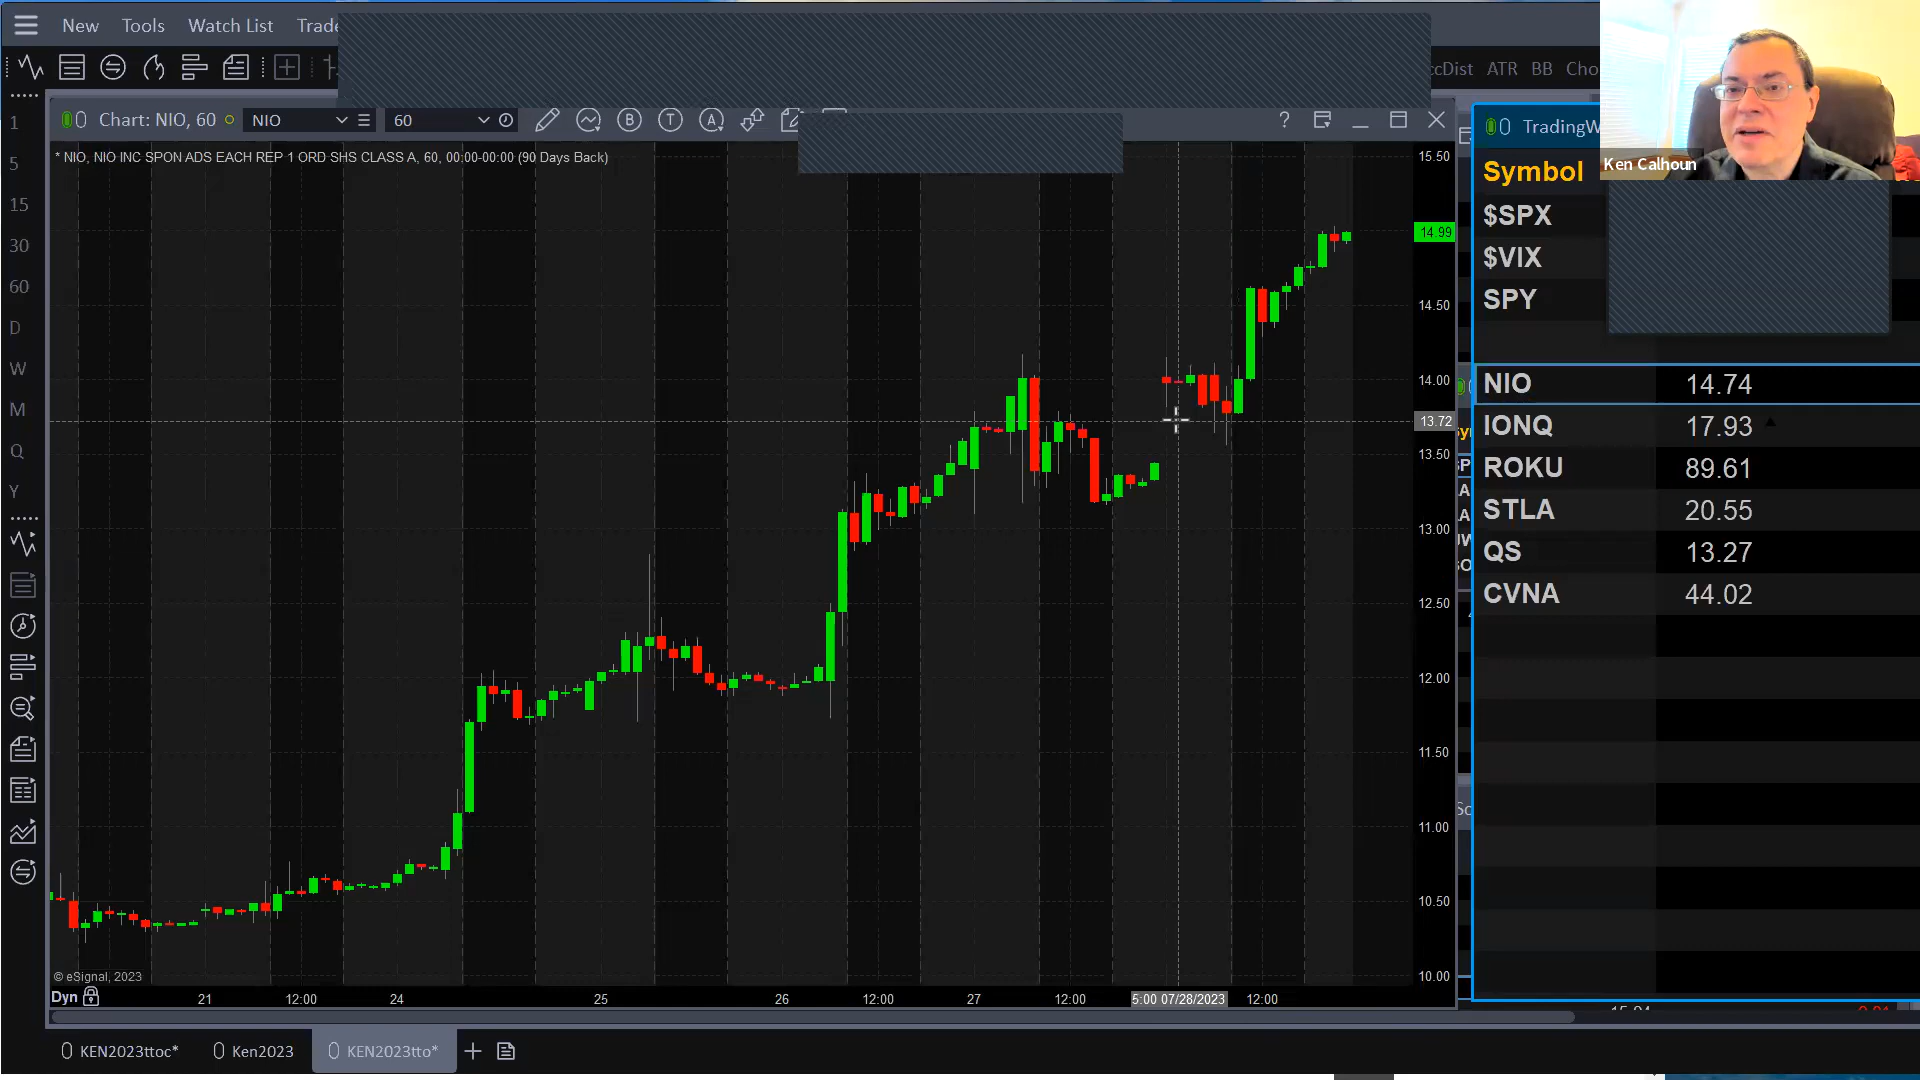 New Tools Watch List Trade
ccDist ATR BB Cho
Chart: NIO, 60 NIO 60 B T A ?
* NIO, NIO INC SPON ADS EACH REP 1 ORD SHS CLASS A, 60, 00:00-00:00 (90 Days Back)
1
5
15
30
60
D
W
M
Q
Y
15.50
14.99
14.50
14.00
13.72
13.50
13.00
12.50
12.00
11.50
11.00
10.50
10.00
© eSignal, 2023
Dyn 21 12:00 24 25 26 12:00 27 12:00 5:00 07/28/2023 12:00
KEN2023ttoc* Ken2023 KEN2023tto*
Ken Calhoun
TradingW
Symbol
$SPX
$VIX
SPY
NIO 14.74
IONQ 17.93
ROKU 89.61
STLA 20.55
QS 13.27
CVNA 44.02